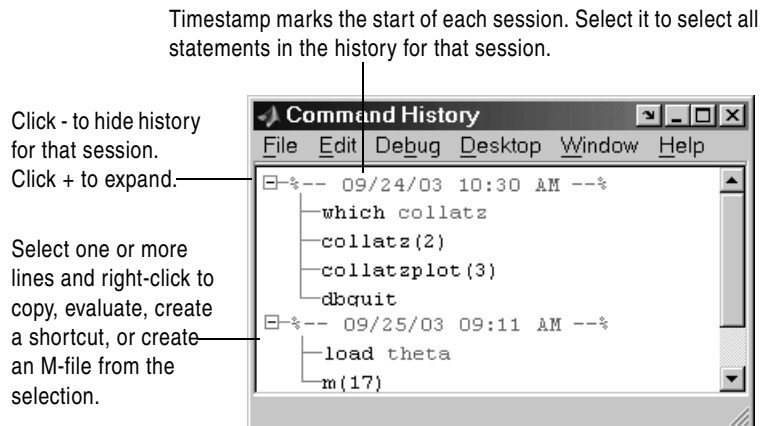 Timestamp marks the start of each session. Select it to select all
statements in the history for that session.
Click - to hide history
for that session.
Click + to expand.
Select one or more
lines and right-click to
copy, evaluate, create
a shortcut, or create
an M-file from the
selection.
Command History
File Edit Debug Desktop Window Help
%-- 09/24/03 10:30 AM --%
which collatz
collatz(2)
collatzplot(3)
dbquit
%-- 09/25/03 09:11 AM --%
load theta
m(17)